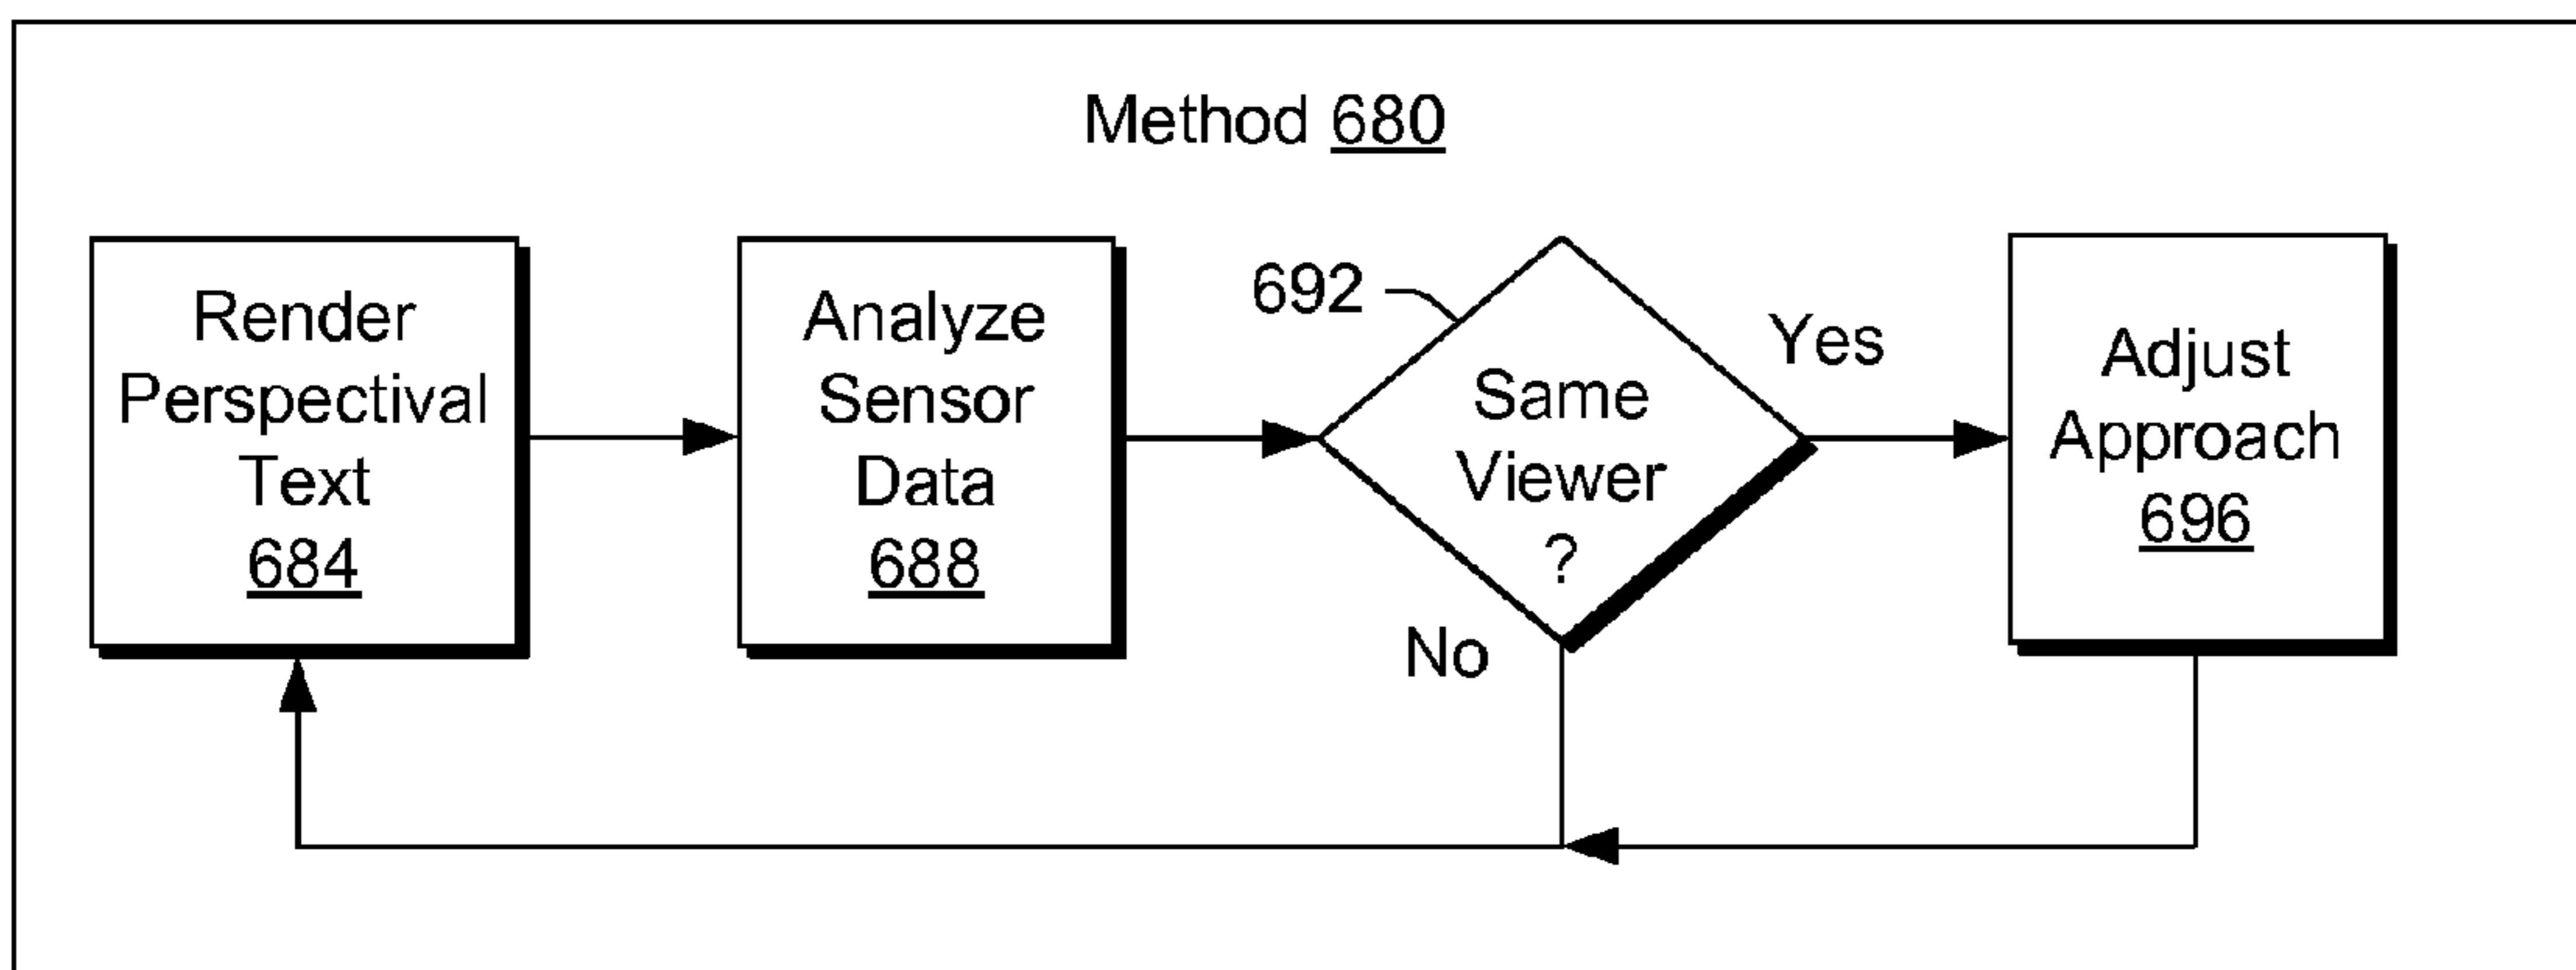 Method 680
Render
Perspectival
Text
684
Analyze
Sensor
Data
688
692
Same
Viewer
?
Yes
No
Adjust
Approach
696